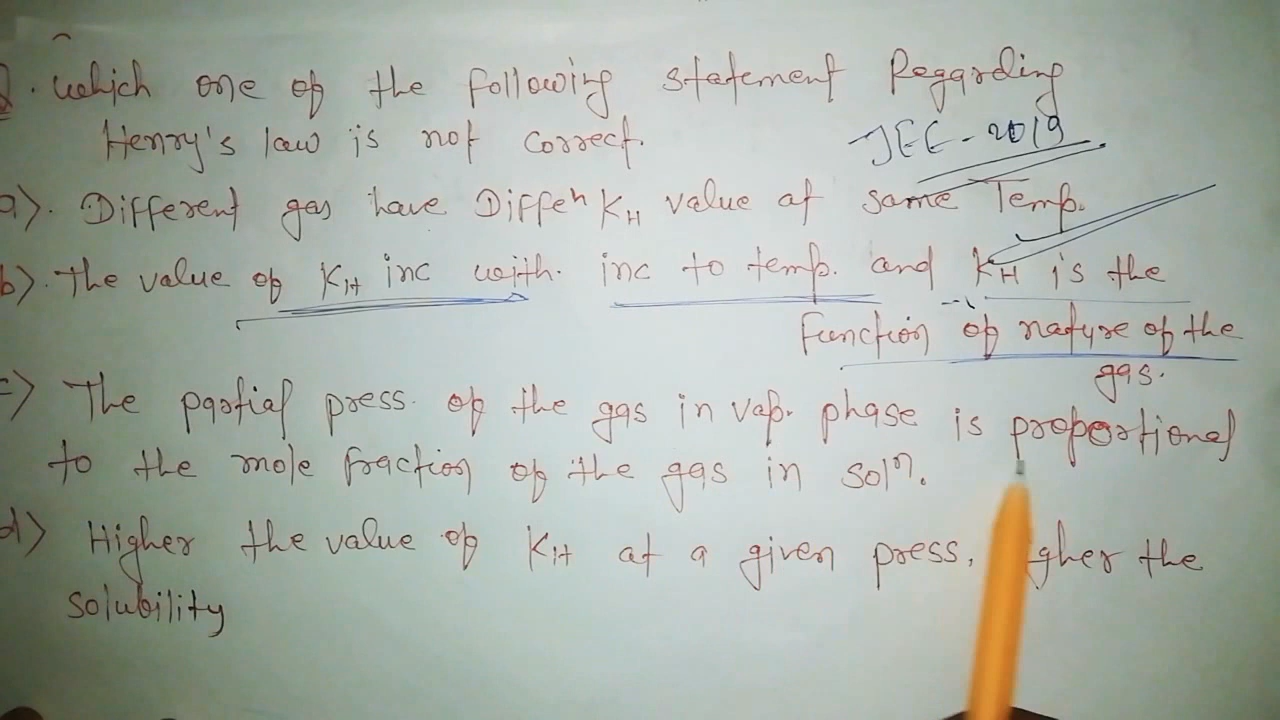 Q. Which one of the following statement Regarding
Henry's law is not correct.
JEE-2019
a). Different gas have Diffen KH value at same Temp.
b). The value of KH inc with. inc to temp. and KH is the
function of nature of the
gas.
c) The partial press. of the gas in vap. phase is proportional
to the mole fraction of the gas in solⁿ.
d) Higher the value of KH at a given press, the
solubility